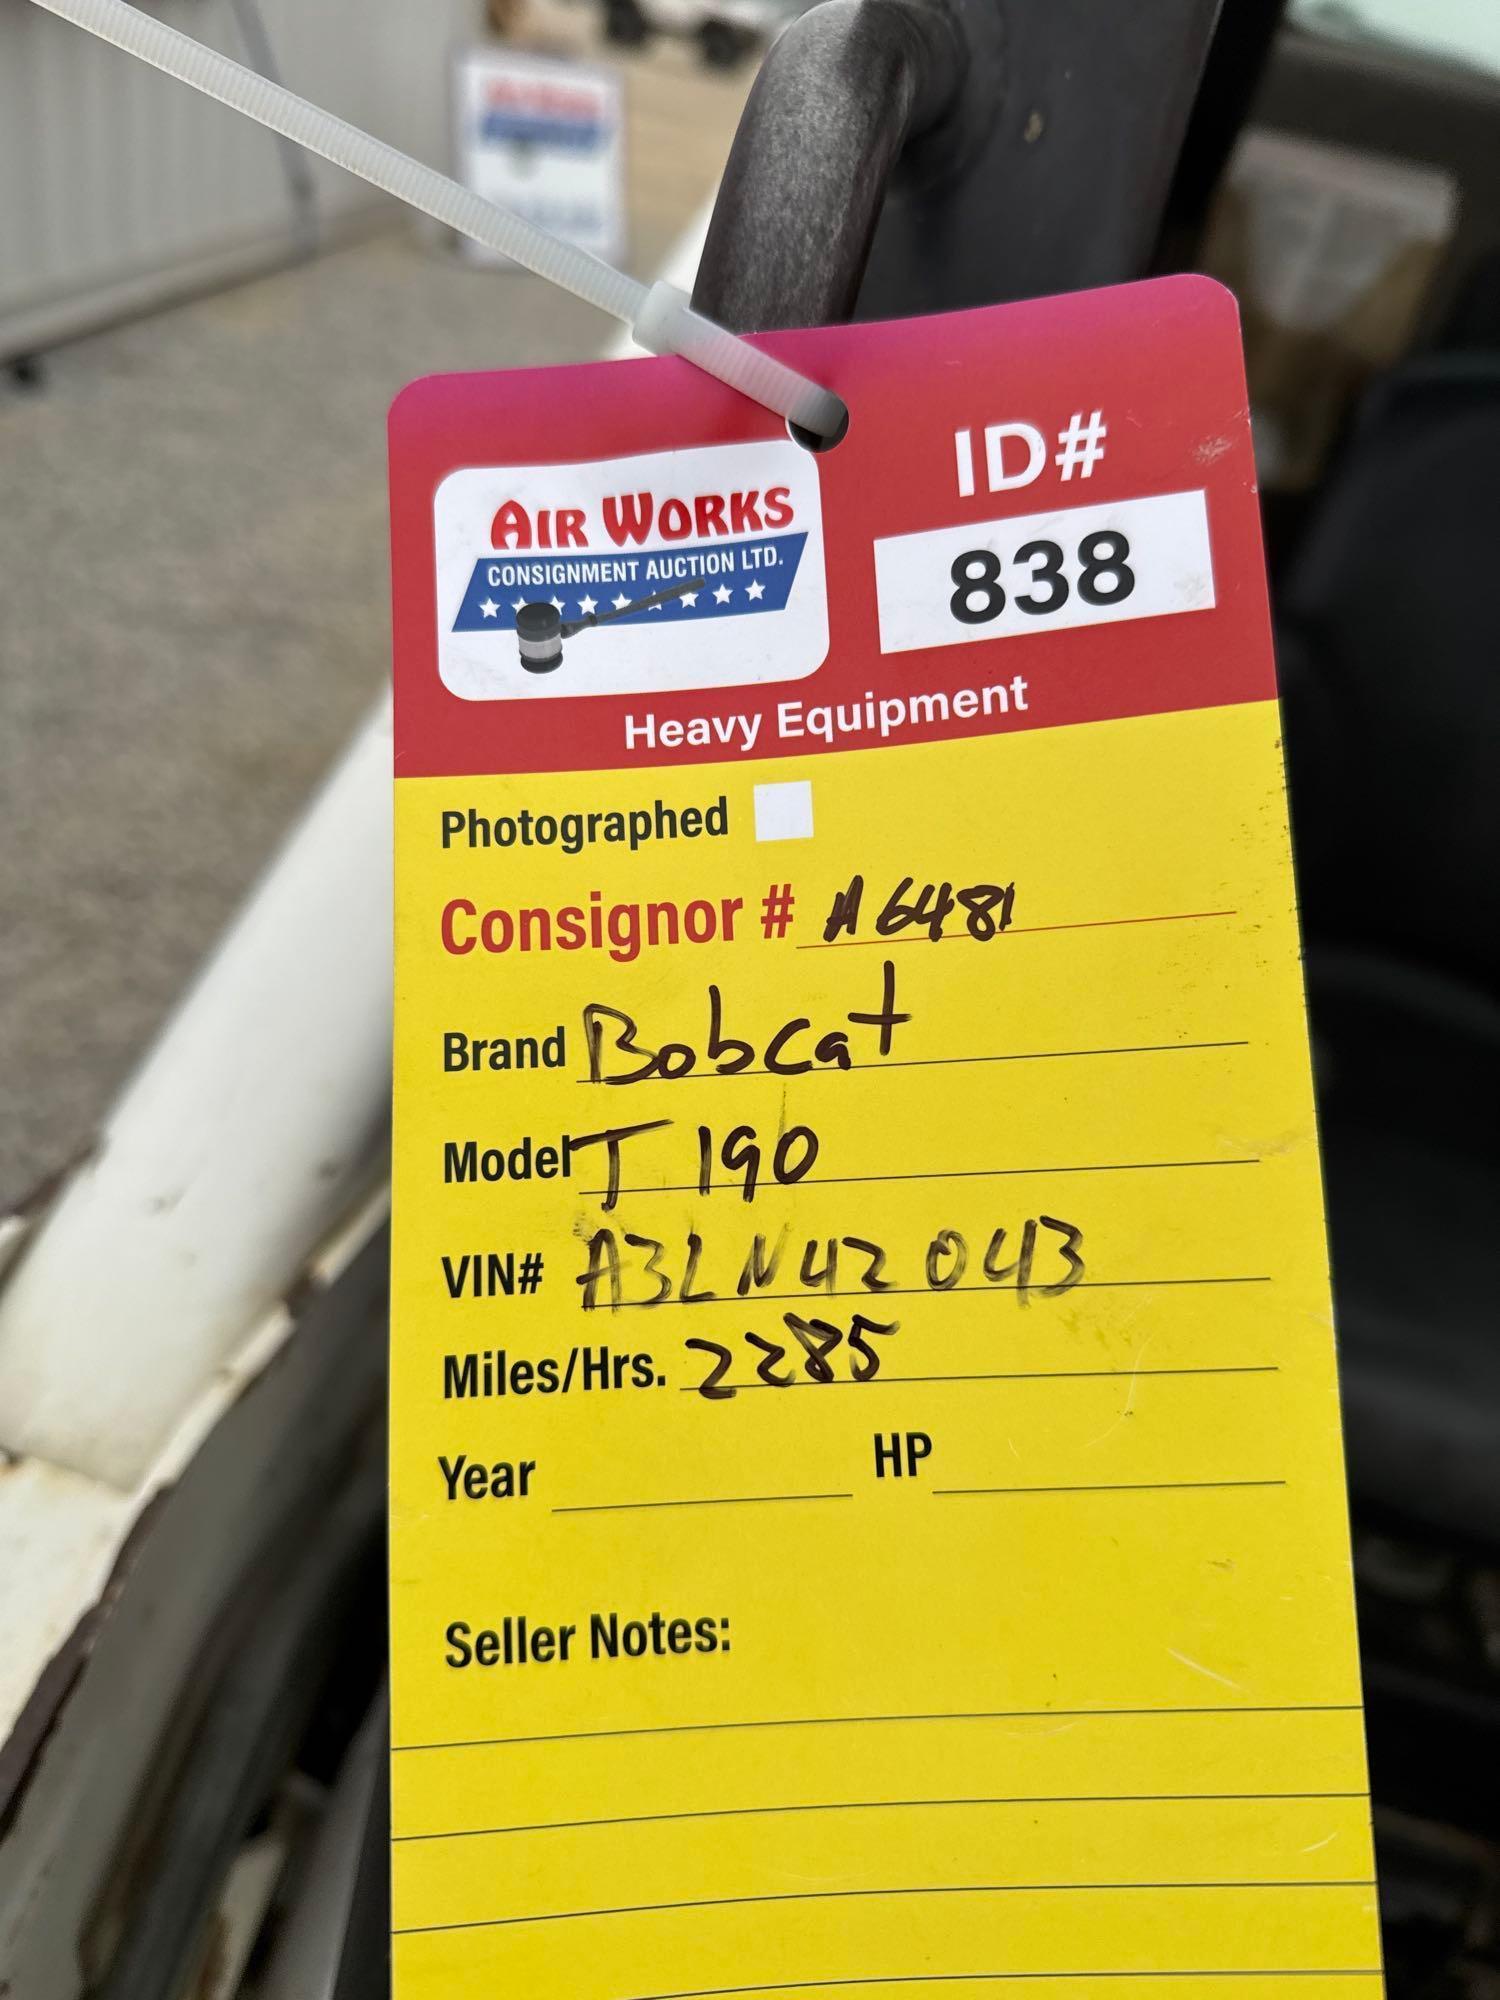 AIR WORKS
CONSIGNMENT AUCTION LTD.
ID#
838
Heavy Equipment
Photographed
Consignor # A6481
Brand Bobcat
Model T190
VIN# A3LN42043
Miles/Hrs. 2285
Year HP
Seller Notes: